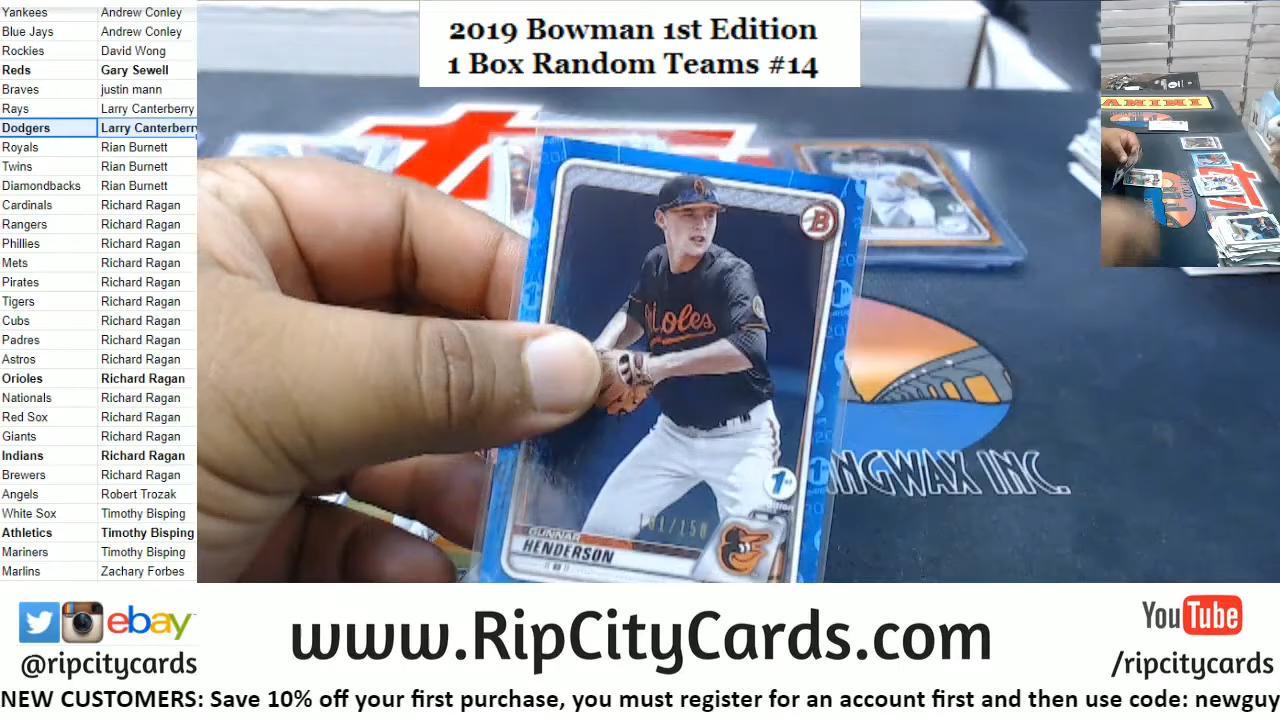 2019 Bowman 1st Edition
1 Box Random Teams #14
Yankees Andrew Conley
Blue Jays Andrew Conley
Rockies David Wong
Reds Gary Sewell
Braves justin mann
Rays Larry Canterberry
Dodgers Larry Canterberry
Royals Rian Burnett
Twins Rian Burnett
Diamondbacks Rian Burnett
Cardinals Richard Ragan
Rangers Richard Ragan
Phillies Richard Ragan
Mets Richard Ragan
Pirates Richard Ragan
Tigers Richard Ragan
Cubs Richard Ragan
Padres Richard Ragan
Astros Richard Ragan
Orioles Richard Ragan
Nationals Richard Ragan
Red Sox Richard Ragan
Giants Richard Ragan
Indians Richard Ragan
Brewers Richard Ragan
Angels Robert Trozak
White Sox Timothy Bisping
Athletics Timothy Bisping
Mariners Timothy Bisping
Marlins Zachary Forbes
PANINI
B
Orioles
1st
GUNNAR
HENDERSON
INGWAX INC.
ebay
@ripcitycards
www.RipCityCards.com
YouTube
/ripcitycards
NEW CUSTOMERS: Save 10% off your first purchase, you must register for an account first and then use code: newguy